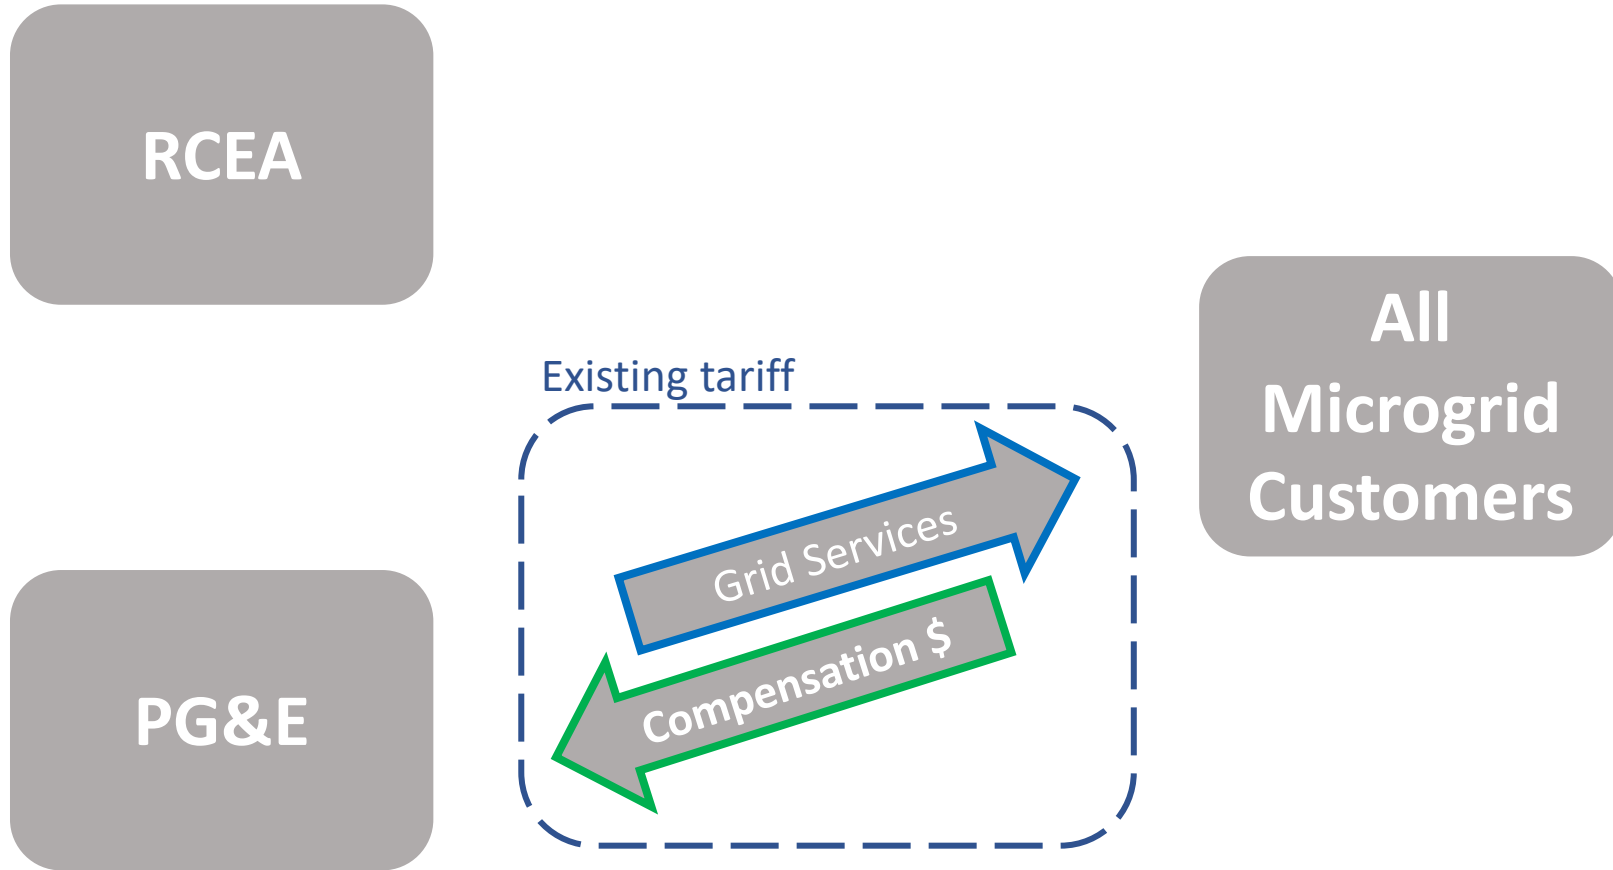 RCEA
All
Microgrid
Customers
Existing tariff
Grid Services
Compensation $
PG&E